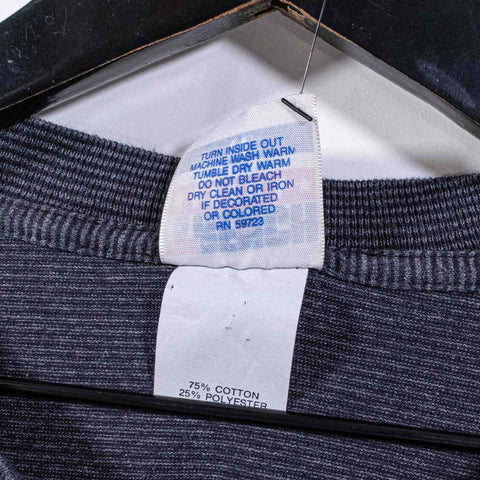 TURN INSIDE OUT
MACHINE WASH WARM
TUMBLE DRY WARM
DO NOT BLEACH
DRY CLEAN OR IRON
IF DECORATED
OR COLORED
RN 59723
75% COTTON
25% POLYESTER